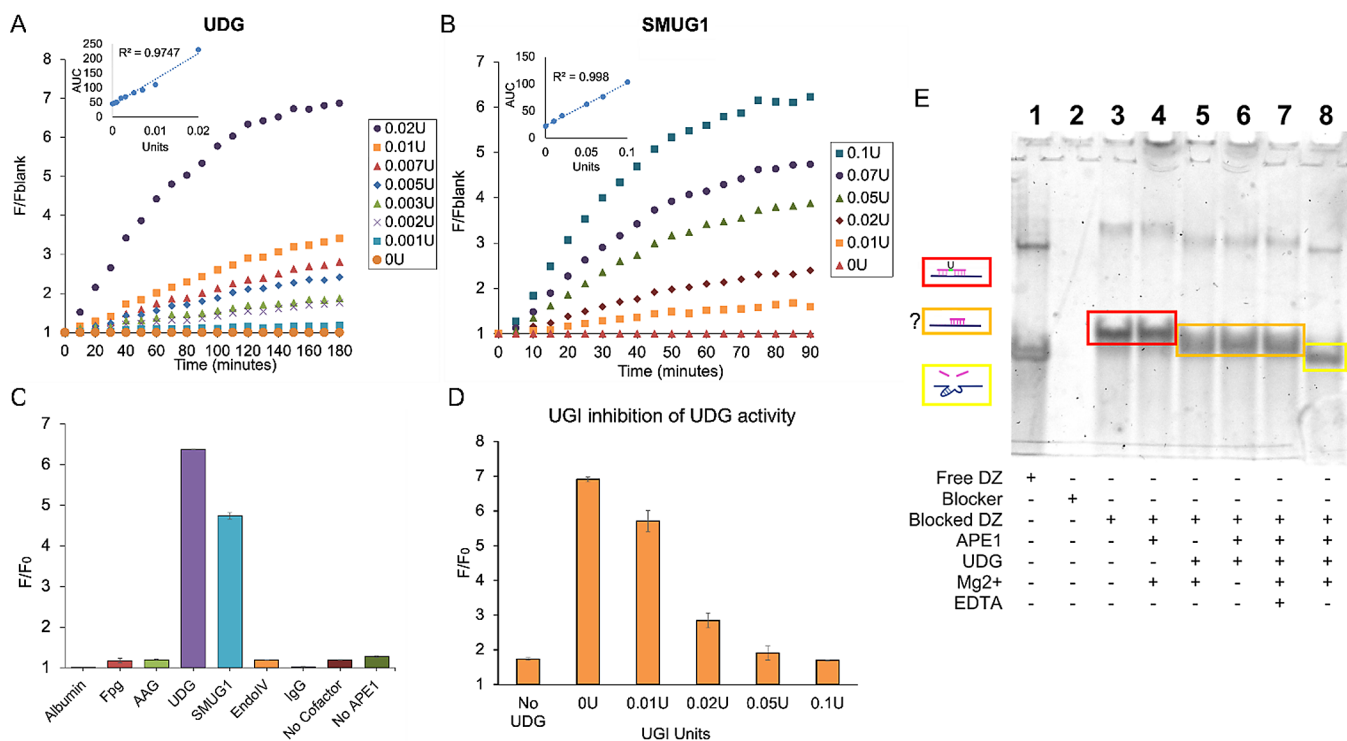 A
UDG
8
7
6
5
4
3
2
1
F/Fblank
0 20 40 60 80 100 120 140 160 180
Time (minutes)
250
200
150
100
50
0
AUC
R² = 0.9747
0 0.01 0.02
Units
0.02U
0.01U
0.007U
0.005U
0.003U
0.002U
0.001U
0U
B
SMUG1
7
6
5
4
3
2
1
F/Fblank
0 10 20 30 40 50 60 70 80 90
Time (minutes)
150
100
50
0
AUC
R² = 0.998
0 0.05 0.1
Units
0.1U
0.07U
0.05U
0.02U
0.01U
0U
C
7
6
5
4
3
2
1
F/F₀
Albumin
Fpg
AAG
UDG
SMUG1
EndoIV
IgG
No Cofactor
No APE1
D
UGI inhibition of UDG activity
8
7
6
5
4
3
2
1
F/F₀
No UDG 0U 0.01U 0.02U 0.05U 0.1U
UGI Units
E
1 2 3 4 5 6 7 8
U
?
Free DZ + - - - - - - -
Blocker - + - - - - - -
Blocked DZ - - + + + + + +
APE1 - - - + - + + +
UDG - - - - + + + +
Mg2+ - - - + + - + +
EDTA - - - - - - + -